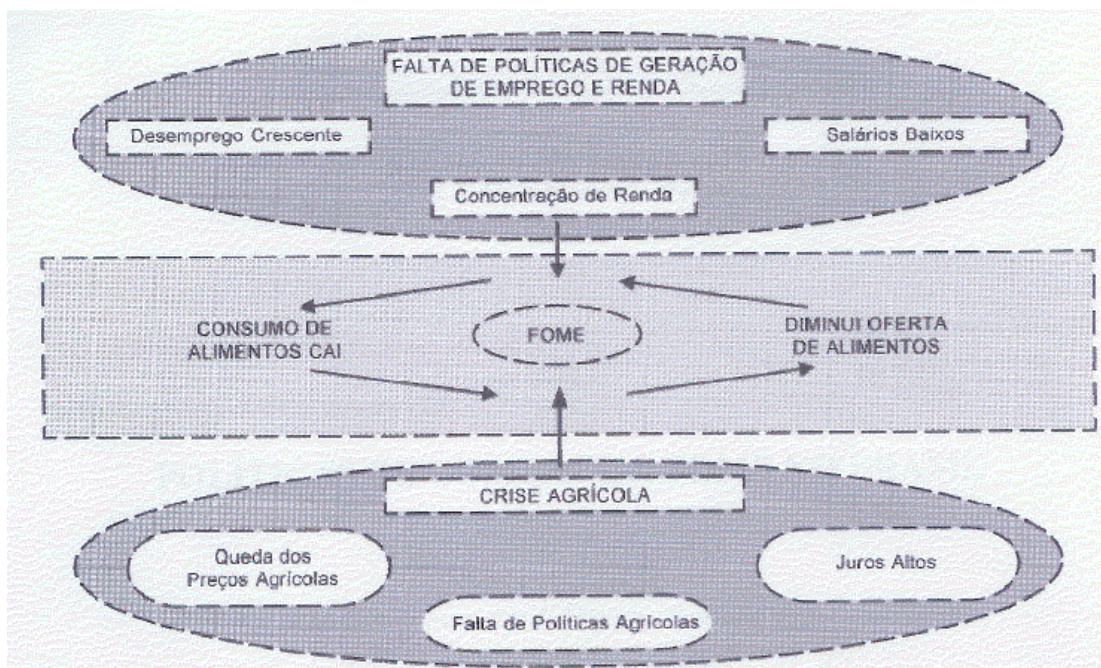 FALTA DE POLÍTICAS DE GERAÇÃO
DE EMPREGO E RENDA
Desemprego Crescente
Salários Baixos
Concentração de Renda
CONSUMO DE
ALIMENTOS CAI
FOME
DIMINUI OFERTA
DE ALIMENTOS
CRISE AGRÍCOLA
Queda dos
Preços Agrícolas
Juros Altos
Falta de Políticas Agrícolas